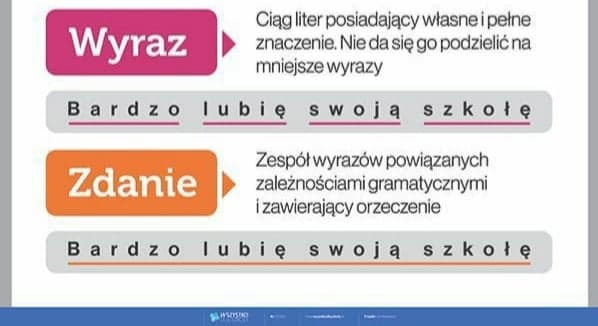 Wyraz
Ciąg liter posiadający własne i pełne
znaczenie. Nie da się go podzielić na
mniejsze wyrazy
Bardzo lubię swoją szkołę
Zdanie
Zespół wyrazów powiązanych
zależnościami gramatycznymi
i zawierający orzeczenie
Bardzo lubię swoją szkołę
WSZYSTKO